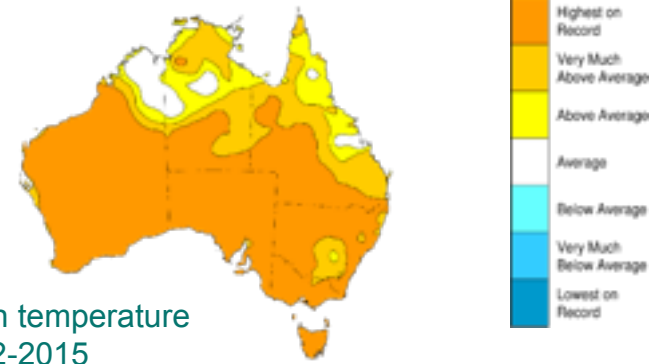 Highest on
Record
Very Much
Above Average
Above Average
Average
Below Average
Very Much
Below Average
Lowest on
Record
temperature
-2015